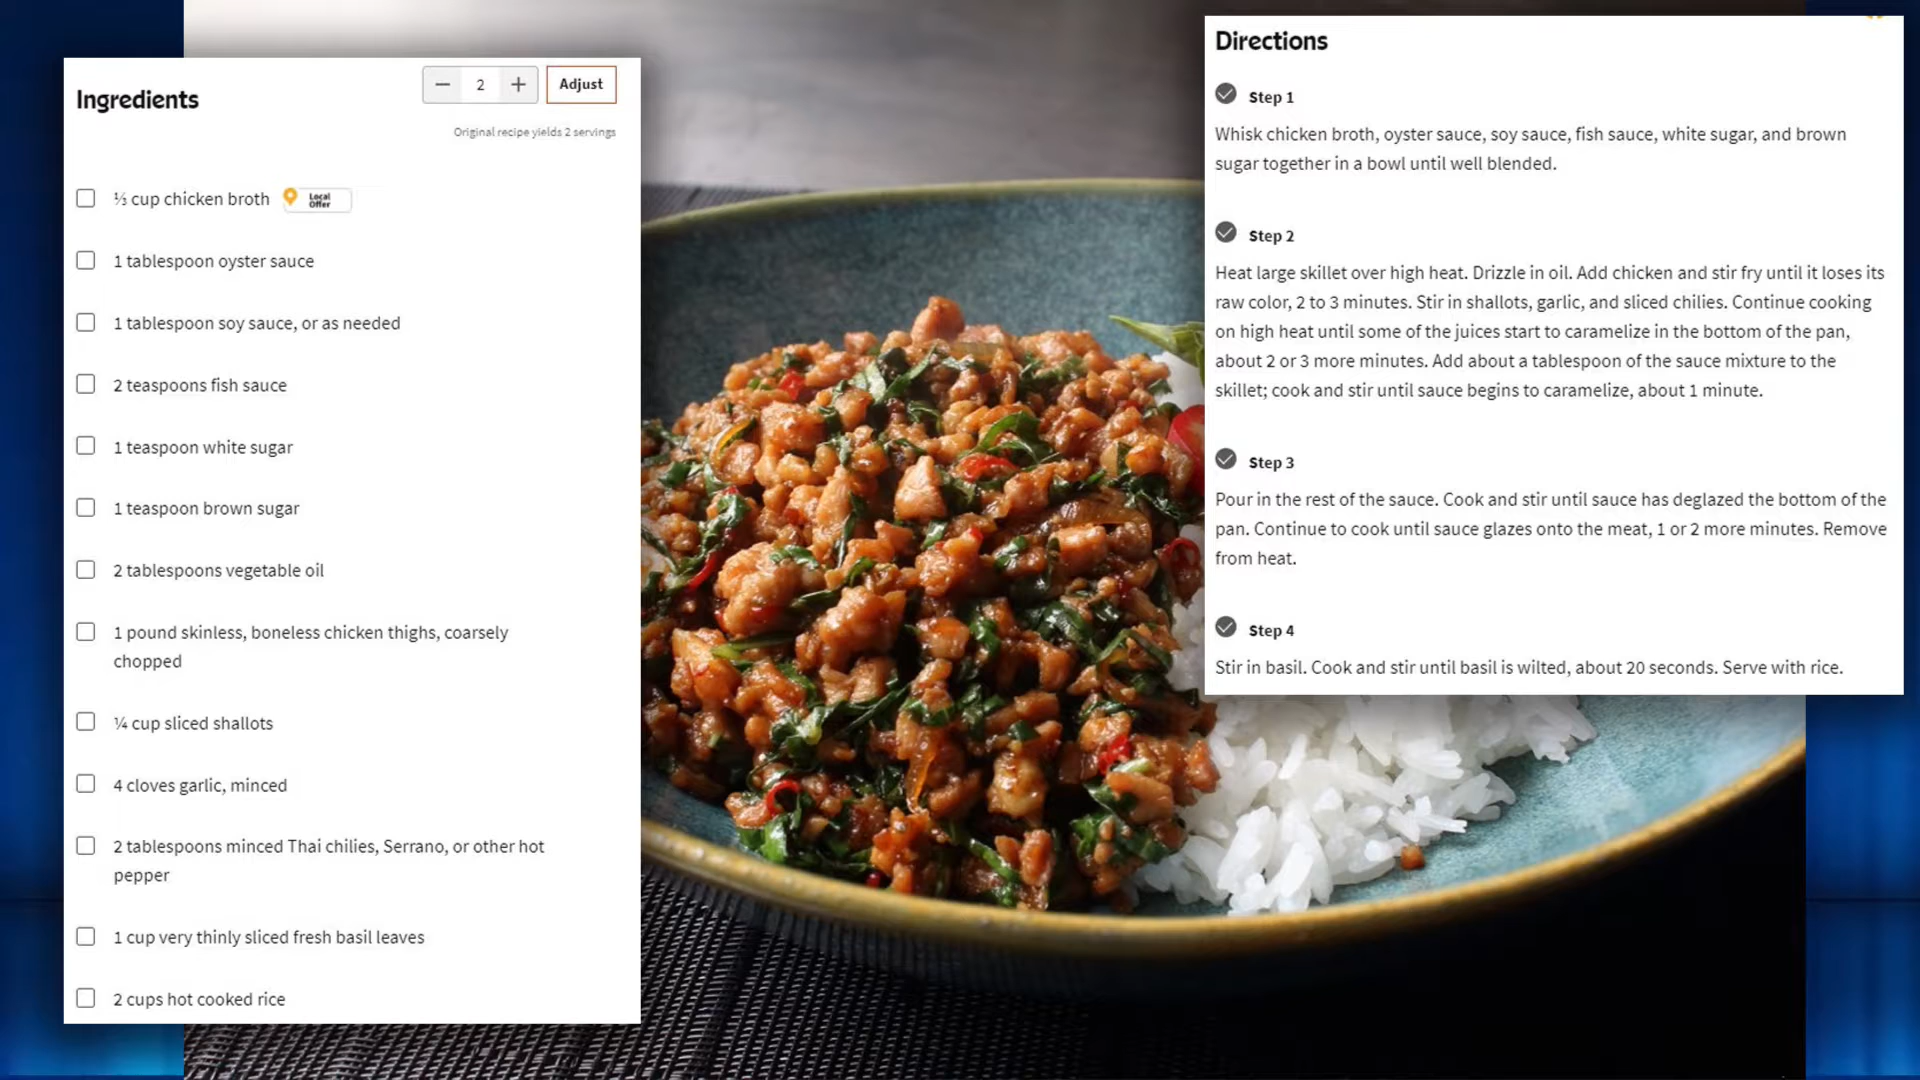 Ingredients
− 2 + Adjust
Original recipe yields 2 servings
⅓ cup chicken broth
Local
Offer
1 tablespoon oyster sauce
1 tablespoon soy sauce, or as needed
2 teaspoons fish sauce
1 teaspoon white sugar
1 teaspoon brown sugar
2 tablespoons vegetable oil
1 pound skinless, boneless chicken thighs, coarsely
chopped
¼ cup sliced shallots
4 cloves garlic, minced
2 tablespoons minced Thai chilies, Serrano, or other hot
pepper
1 cup very thinly sliced fresh basil leaves
2 cups hot cooked rice
Directions
Step 1
Whisk chicken broth, oyster sauce, soy sauce, fish sauce, white sugar, and brown
sugar together in a bowl until well blended.
Step 2
Heat large skillet over high heat. Drizzle in oil. Add chicken and stir fry until it loses its
raw color, 2 to 3 minutes. Stir in shallots, garlic, and sliced chilies. Continue cooking
on high heat until some of the juices start to caramelize in the bottom of the pan,
about 2 or 3 more minutes. Add about a tablespoon of the sauce mixture to the
skillet; cook and stir until sauce begins to caramelize, about 1 minute.
Step 3
Pour in the rest of the sauce. Cook and stir until sauce has deglazed the bottom of the
pan. Continue to cook until sauce glazes onto the meat, 1 or 2 more minutes. Remove
from heat.
Step 4
Stir in basil. Cook and stir until basil is wilted, about 20 seconds. Serve with rice.